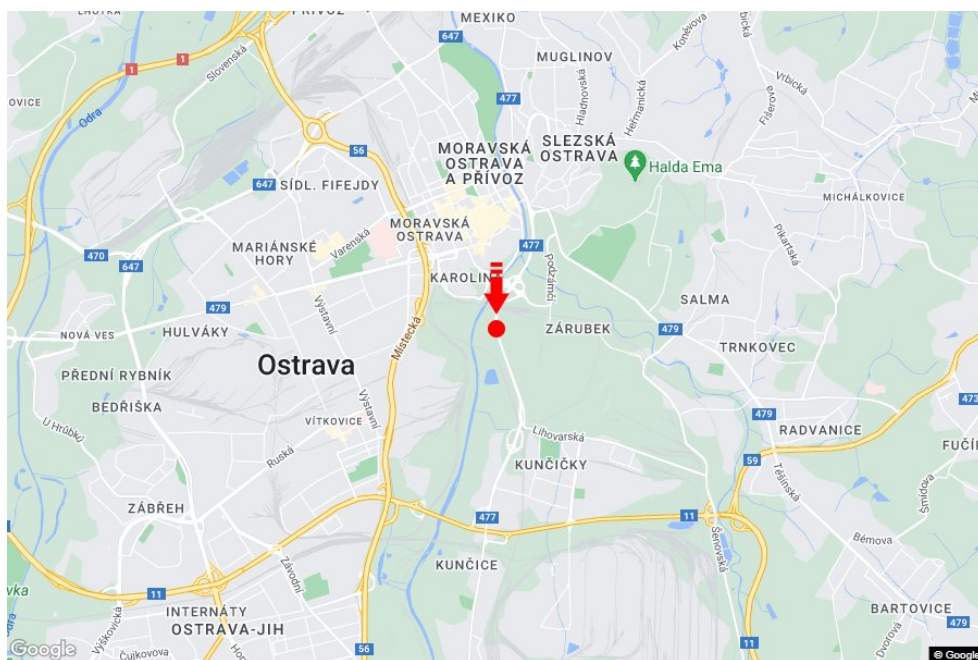 LHOTKA
PŘÍVOZ
MEXIKO
647
MUGLINOV
Koněvova
1
1
Slovenská
477
Hladnovská
Heřmanická
Vrbická
Fišerova
Odra
56
MORAVSKÁ
OSTRAVA
A PŘÍVOZ
SLEZSKÁ
OSTRAVA
Halda Ema
647
SÍDL. FIFEJDY
MICHÁLKOVICE
MORAVSKÁ
OSTRAVA
Varenská
MARIÁNSKÉ
HORY
477
Pikartská
470
647
KAROLINA
Podzámčí
479
Výstavní
SALMA
NOVÁ VES
HULVÁKY
Místecká
ZÁRUBEK
479
TRNKOVEC
Ostrava
PŘEDNÍ RYBNÍK
BEDŘIŠKA
473
U Hrůbků
VÍTKOVICE
Výstavní
479
RADVANICE
Lihovarská
FUČÍ
Ruská
KUNČIČKY
59
Těšínská
Šmídova
ZÁBŘEH
477
11
Šenovská
Bémova
Závodní
KUNČICE
11
INTERNÁTY
OSTRAVA-JIH
BARTOVICE
479
Výškovická
Čujkovova
56
11
Dvorová
Google
© Google